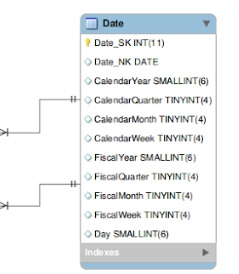 Date
Date_SK INT(11)
Date_NK DATE
CalendarYear SMALLINT(6)
CalendarQuarter TINYINT(4)
CalendarMonth TINYINT(4)
CalendarWeek TINYINT(4)
FiscalYear SMALLINT(6)
FiscalQuarter TINYINT(4)
FiscalMonth TINYINT(4)
FiscalWeek TINYINT(4)
Day SMALLINT(6)
Indexes